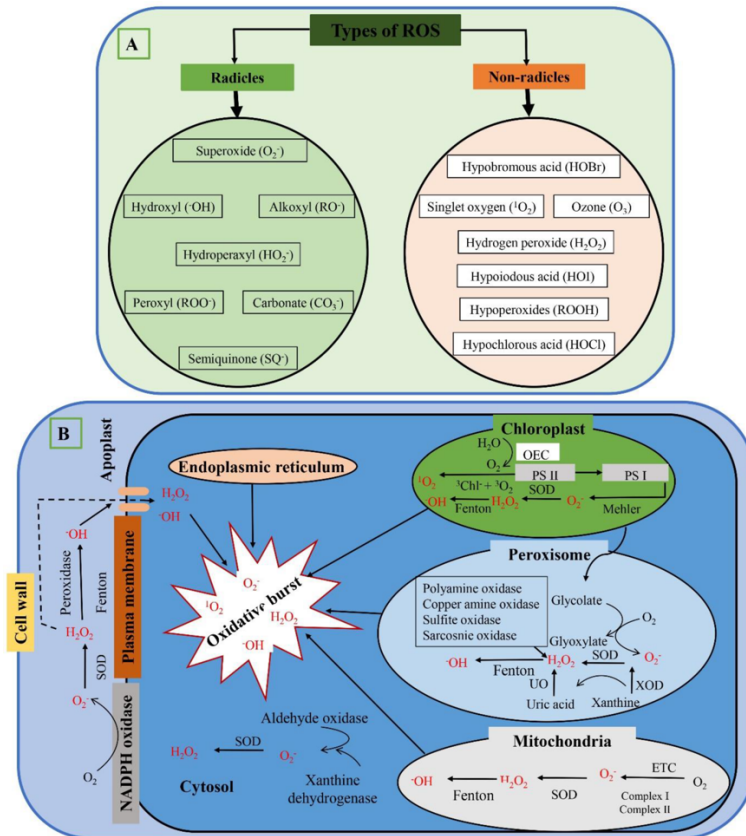 A
Types of ROS
Radicles
Non-radicles
Superoxide (O₂⁻)
Hydroxyl (⁻OH)
Alkoxyl (RO⁻)
Hydroperaxyl (HO₂⁻)
Peroxyl (ROO⁻)
Carbonate (CO₃⁻)
Semiquinone (SQ⁻)
Hypobromous acid (HOBr)
Singlet oxygen (¹O₂)
Ozone (O₃)
Hydrogen peroxide (H₂O₂)
Hypoiodous acid (HOI)
Hypoperoxides (ROOH)
Hypochlorous acid (HOCl)
B
Cell wall
Apoplast
Plasma membrane
NADPH oxidase
O₂
O₂⁻
SOD
H₂O₂
Peroxidase
Fenton
⁻OH
H₂O₂
⁻OH
Endoplasmic reticulum
Oxidative burst
O₂⁻
¹O₂
H₂O₂
⁻OH
Chloroplast
H₂O
O₂
OEC
PS II
PS I
¹O₂
³Chl⁻ + ³O₂
⁻OH
Fenton
H₂O₂
SOD
O₂⁻
Mehler
Peroxisome
Polyamine oxidase
Copper amine oxidase
Sulfite oxidase
Sarcosnie oxidase
Glycolate
O₂
Glyoxylate
⁻OH
Fenton
H₂O₂
SOD
O₂⁻
UO
XOD
Uric acid
Xanthine
Mitochondria
⁻OH
Fenton
H₂O₂
SOD
O₂⁻
ETC
O₂
Complex I
Complex II
Cytosol
H₂O₂
SOD
O₂⁻
Aldehyde oxidase
Xanthine
dehydrogenase